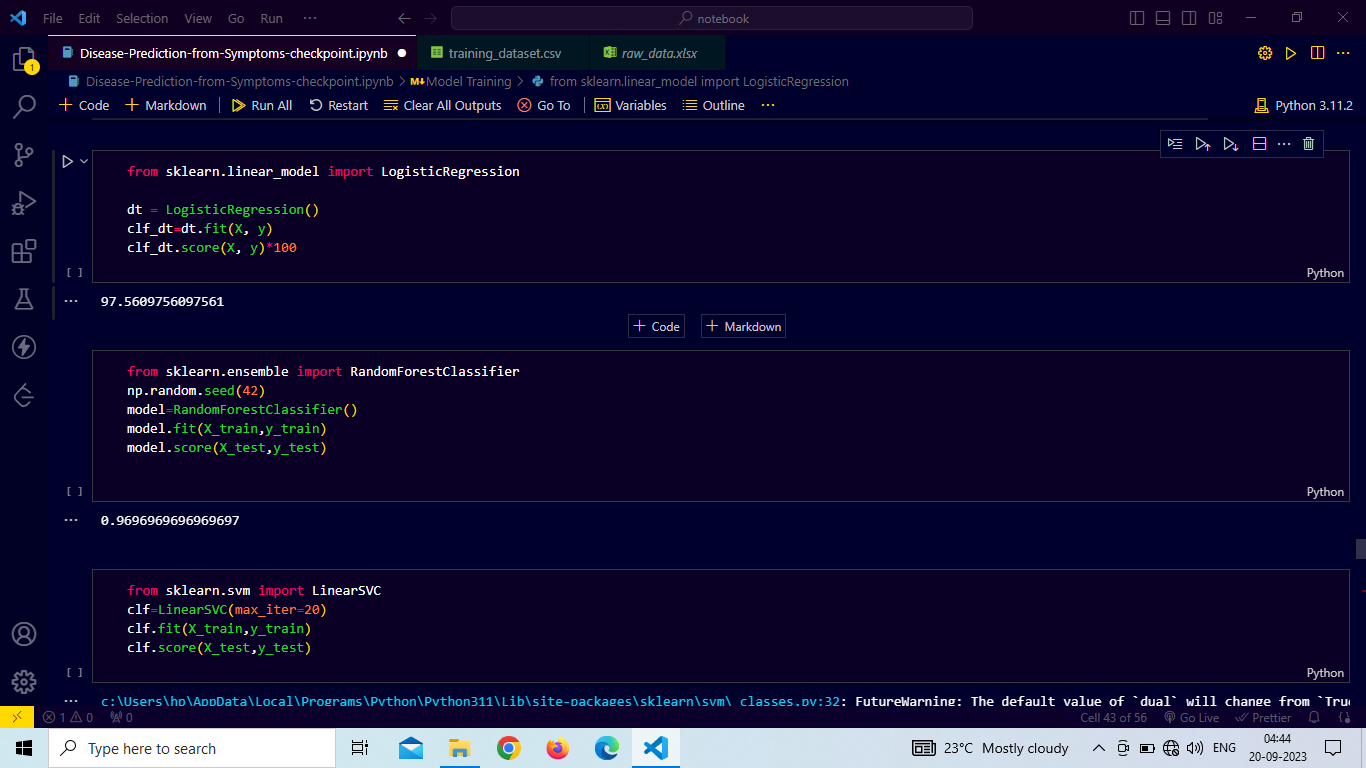 File Edit Selection View Go Run ··· notebook
Disease-Prediction-from-Symptoms-checkpoint.ipynb training_dataset.csv raw_data.xlsx
1
Disease-Prediction-from-Symptoms-checkpoint.ipynb > Model Training > from sklearn.linear_model import LogisticRegression
+ Code + Markdown Run All Restart Clear All Outputs Go To Variables Outline ··· Python 3.11.2
from sklearn.linear_model import LogisticRegression
dt = LogisticRegression()
clf_dt=dt.fit(X, y)
clf_dt.score(X, y)*100
[ ] Python
97.5609756097561
+ Code + Markdown
from sklearn.ensemble import RandomForestClassifier
np.random.seed(42)
model=RandomForestClassifier()
model.fit(X_train,y_train)
model.score(X_test,y_test)
[ ] Python
0.9696969696969697
from sklearn.svm import LinearSVC
clf=LinearSVC(max_iter=20)
clf.fit(X_train,y_train)
clf.score(X_test,y_test)
[ ] Python
c:\Users\hp\AppData\Local\Programs\Python\Python311\Lib\site-packages\sklearn\svm\_classes.py:32: FutureWarning: The default value of `dual` will change from `True
1 0 0 Cell 43 of 56 Go Live Prettier
Type here to search 23°C Mostly cloudy ENG 04:44
20-09-2023